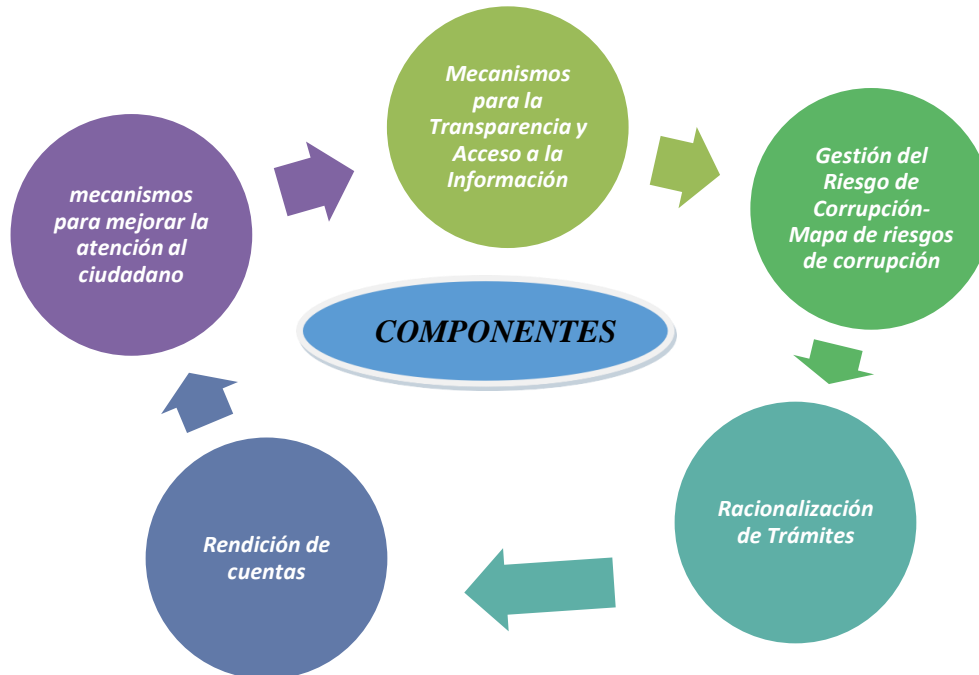 Mecanismos
para la
Transparencia y
Acceso a la
Información
Gestión del
Riesgo de
Corrupción-
Mapa de riesgos
de corrupción
Racionalización
de Trámites
Rendición de
cuentas
mecanismos
para mejorar la
atención al
ciudadano
COMPONENTES